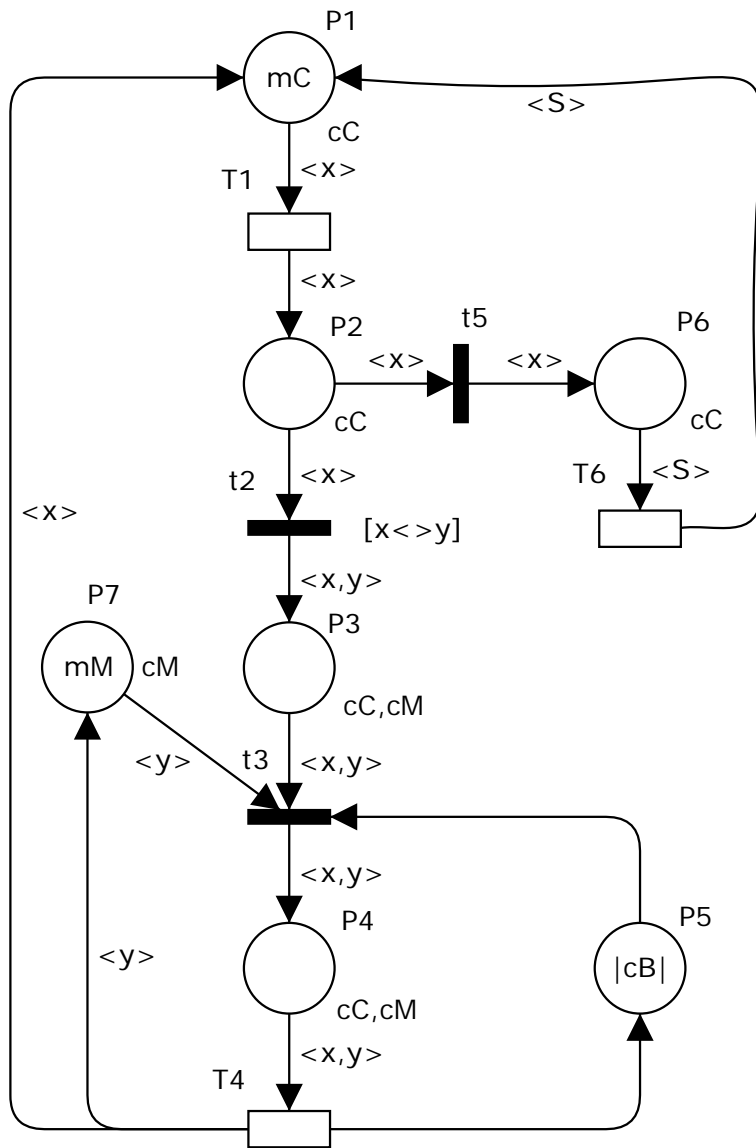 P1
mC
<S>
cC
<x>
T1
<x>
P2
t5
P6
<x>
<x>
cC
cC
t2
<x>
T6
<S>
<x>
[x<>y]
<x,y>
P7
P3
mM
cM
cC,cM
<y>
t3
<x,y>
<x,y>
P4
P5
<y>
|cB|
cC,cM
<x,y>
T4